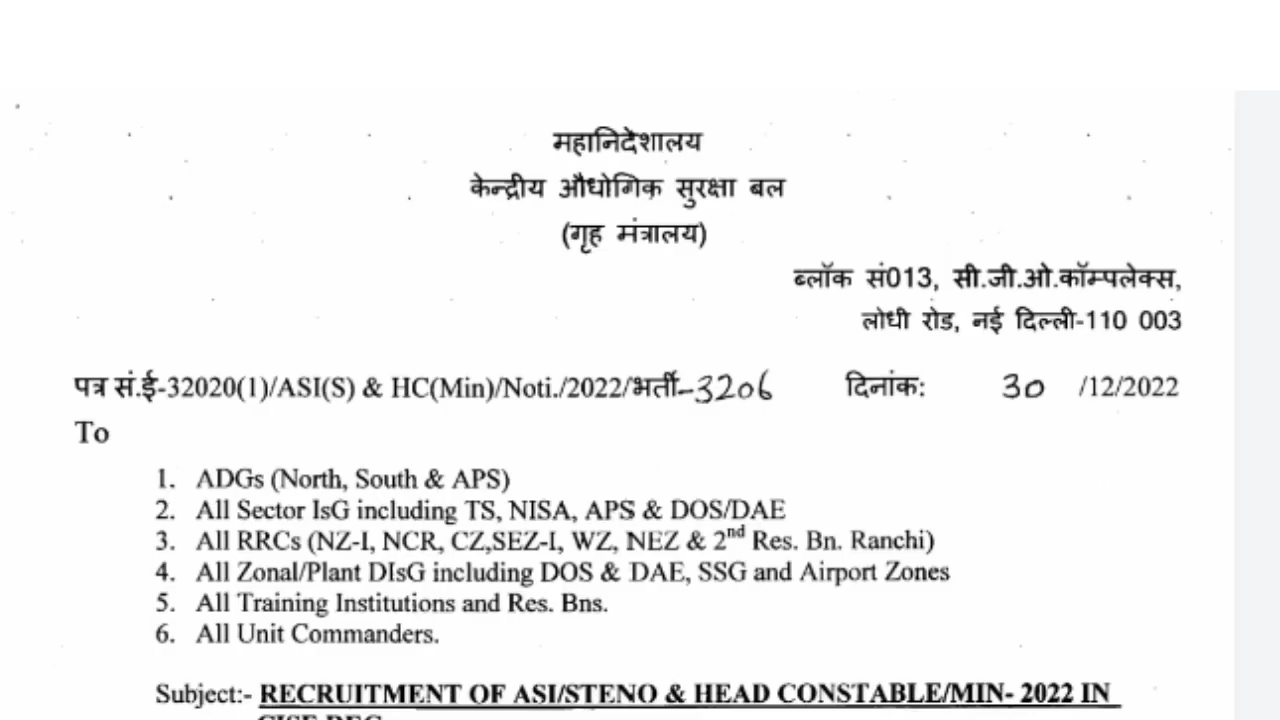 महानिदेशालय
केन्द्रीय औधोगिक सुरक्षा बल
(गृह मंत्रालय)
ब्लॉक सं013, सी.जी.ओ.कॉम्पलेक्स,
लोधी रोड, नई दिल्ली-110 003
पत्र सं.ई-32020(1)/ASI(S) & HC(Min)/Noti./2022/भर्ती-3206 दिनांक: 30 /12/2022
To
1. ADGs (North, South & APS)
2. All Sector IsG including TS, NISA, APS & DOS/DAE
3. All RRCs (NZ-I, NCR, CZ,SEZ-I, WZ, NEZ & 2nd Res. Bn. Ranchi)
4. All Zonal/Plant DIsG including DOS & DAE, SSG and Airport Zones
5. All Training Institutions and Res. Bns.
6. All Unit Commanders.
Subject:- RECRUITMENT OF ASI/STENO & HEAD CONSTABLE/MIN- 2022 IN